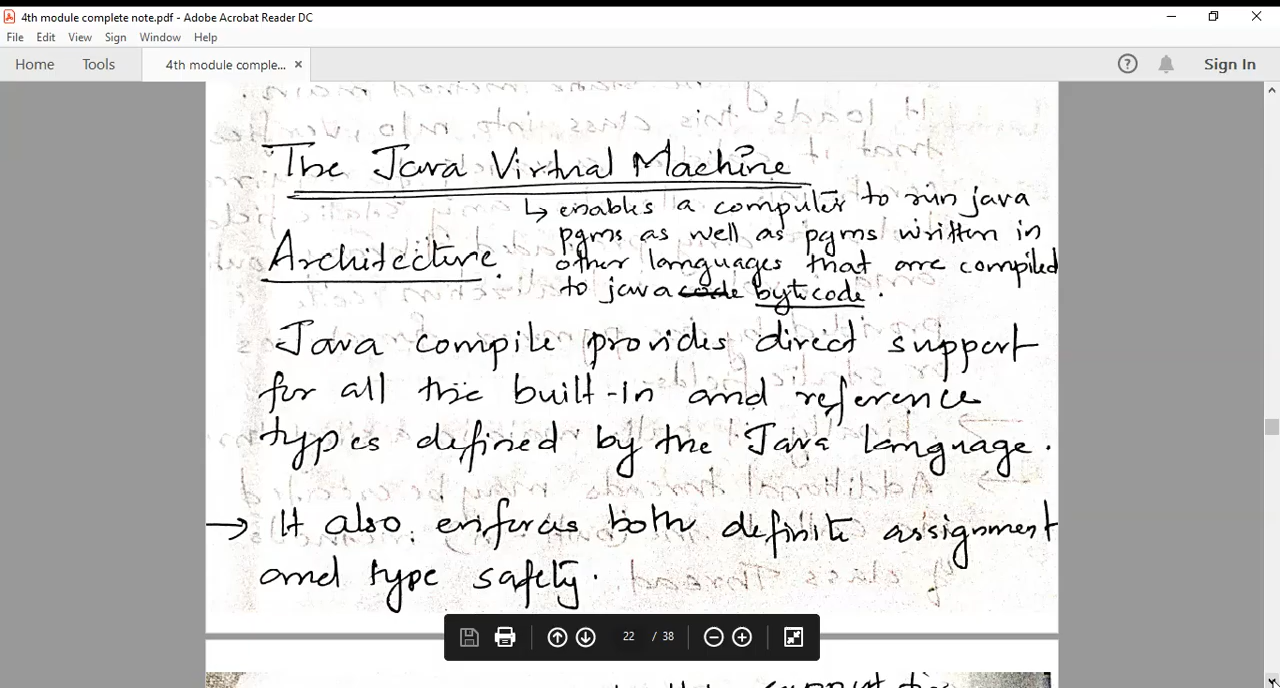 4th module complete note.pdf - Adobe Acrobat Reader DC
File Edit View Sign Window Help
Home Tools 4th module comple... × Sign In
The Java Virtual Machine
↳ enables a computer to run java
pgms as well as pgms written in
Architecture. other languages that are compiled
to java code bytecode.
Java compile provides direct support
for all the built-in and reference
types defined by the Java language.
→ It also enforces both definite assignment
and type safety.
22 / 38